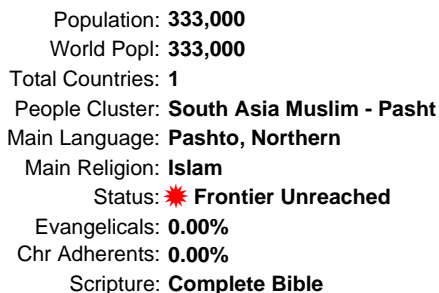 Population: 333,000
World Popl: 333,000
Total Countries: 1
People Cluster: South Asia Muslim - Pasht
Main Language: Pashto, Northern
Main Religion: Islam
Status: Frontier Unreached
Evangelicals: 0.00%
Chr Adherents: 0.00%
Scripture: Complete Bible